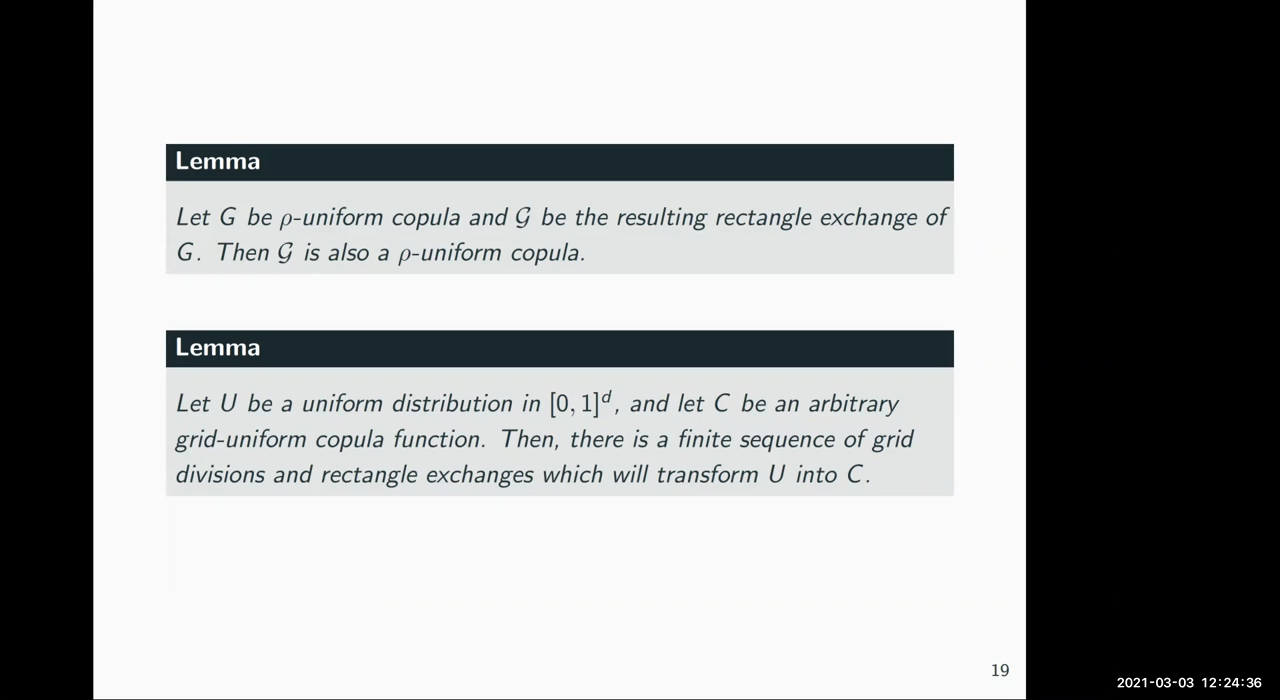 Lemma
Let G be ρ-uniform copula and 𝒢 be the resulting rectangle exchange of
G. Then 𝒢 is also a ρ-uniform copula.
Lemma
Let U be a uniform distribution in [0, 1]^d, and let C be an arbitrary
grid-uniform copula function. Then, there is a finite sequence of grid
divisions and rectangle exchanges which will transform U into C.
19
2021-03-03 12:24:36